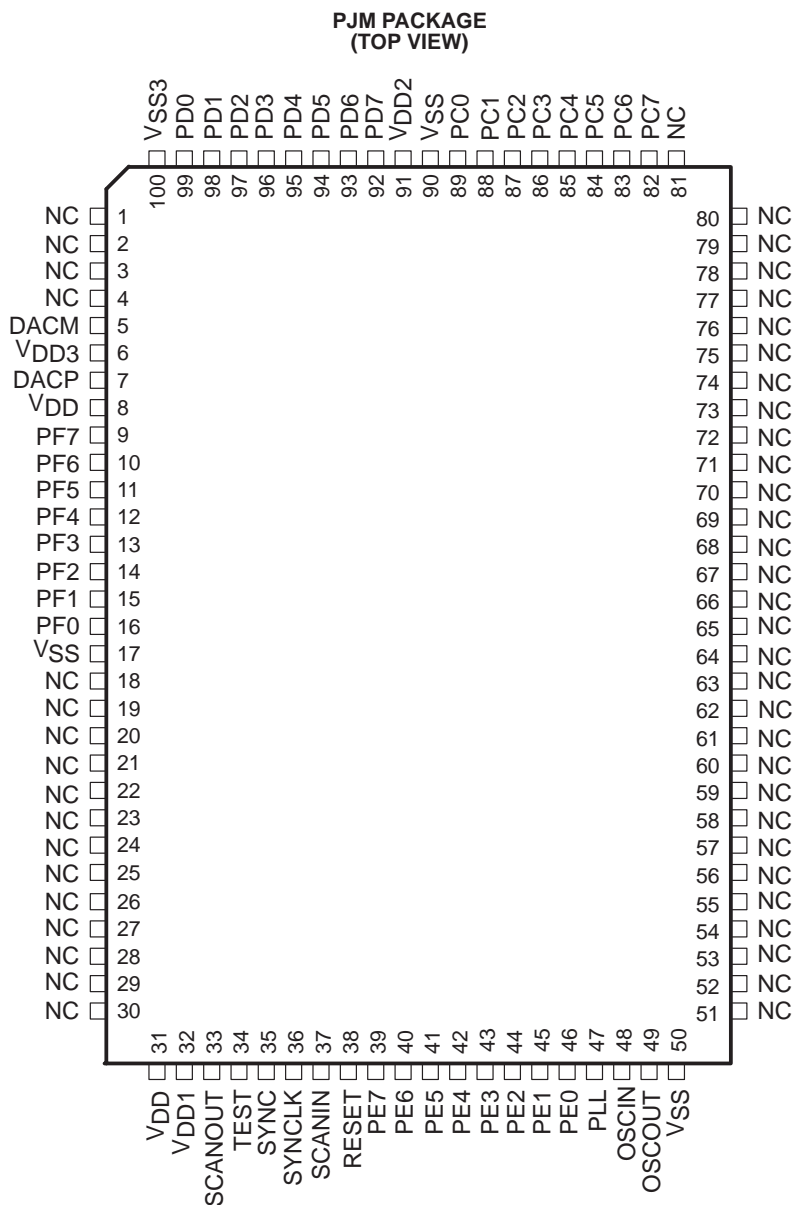 PJM PACKAGE
(TOP VIEW)
VSS3 PD0 PD1 PD2 PD3 PD4 PD5 PD6 PD7 VDD2 VSS PC0 PC1 PC2 PC3 PC4 PC5 PC6 PC7 NC
100 99 98 97 96 95 94 93 92 91 90 89 88 87 86 85 84 83 82 81
NC 1 80 NC
NC 2 79 NC
NC 3 78 NC
NC 4 77 NC
DACM 5 76 NC
VDD3 6 75 NC
DACP 7 74 NC
VDD 8 73 NC
PF7 9 72 NC
PF6 10 71 NC
PF5 11 70 NC
PF4 12 69 NC
PF3 13 68 NC
PF2 14 67 NC
PF1 15 66 NC
PF0 16 65 NC
VSS 17 64 NC
NC 18 63 NC
NC 19 62 NC
NC 20 61 NC
NC 21 60 NC
NC 22 59 NC
NC 23 58 NC
NC 24 57 NC
NC 25 56 NC
NC 26 55 NC
NC 27 54 NC
NC 28 53 NC
NC 29 52 NC
NC 30 51 NC
31 32 33 34 35 36 37 38 39 40 41 42 43 44 45 46 47 48 49 50
VDD VDD1 SCANOUT TEST SYNC SYNCLK SCANIN RESET PE7 PE6 PE5 PE4 PE3 PE2 PE1 PE0 PLL OSCIN OSCOUT VSS